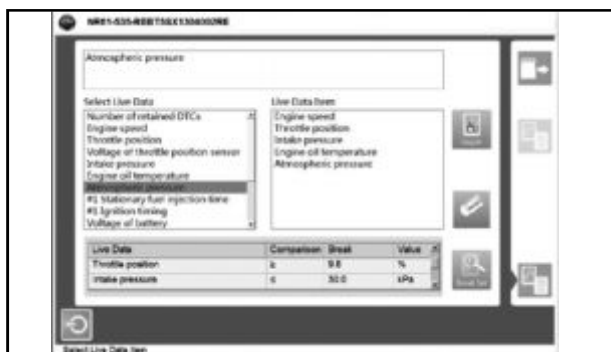 Atmospheric pressure
Select Live Data
Live Data Item
Number of retained DTCs
Engine speed
Throttle position
Voltage of throttle position sensor
Intake pressure
Engine oil temperature
Atmospheric pressure
#1 Stationary fuel injection time
#1 Ignition timing
Voltage of battery
Engine speed
Throttle position
Intake pressure
Engine oil temperature
Atmospheric pressure
Live Data Comparison Break Value
Throttle position ≥ 9.8 %
Intake pressure ≤ 30.0 kPa
Select Live Data Item